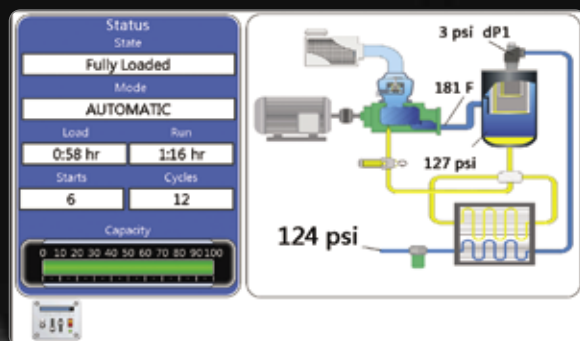 Status
State
Fully Loaded
Mode
AUTOMATIC
Load Run
0:58 hr 1:16 hr
Starts Cycles
6 12
Capacity
0 10 20 30 40 50 60 70 80 90 100
3 psi dP1
181 F
127 psi
124 psi